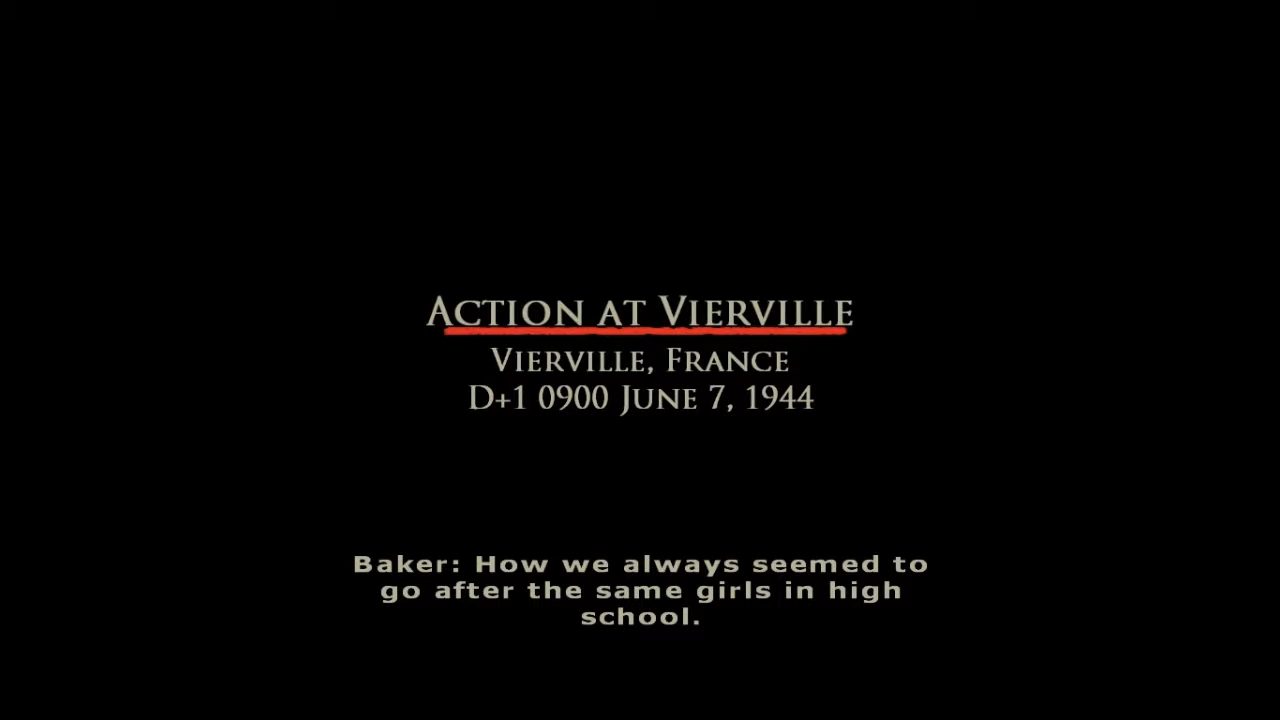 Action at Vierville
Vierville, France
D+1 0900 June 7, 1944
Baker: How we always seemed to
go after the same girls in high
school.